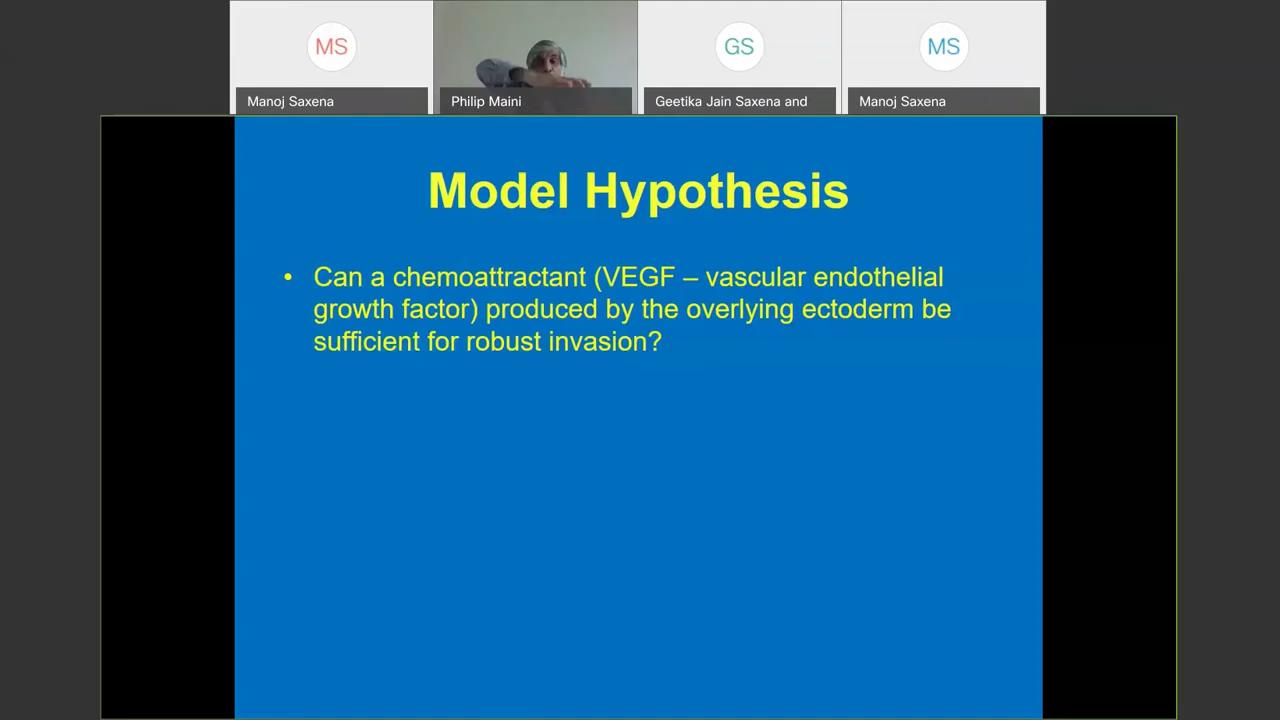 MS
GS
MS
Manoj Saxena
Philip Maini
Geetika Jain Saxena and
Manoj Saxena
Model Hypothesis
• Can a chemoattractant (VEGF – vascular endothelial
growth factor) produced by the overlying ectoderm be
sufficient for robust invasion?